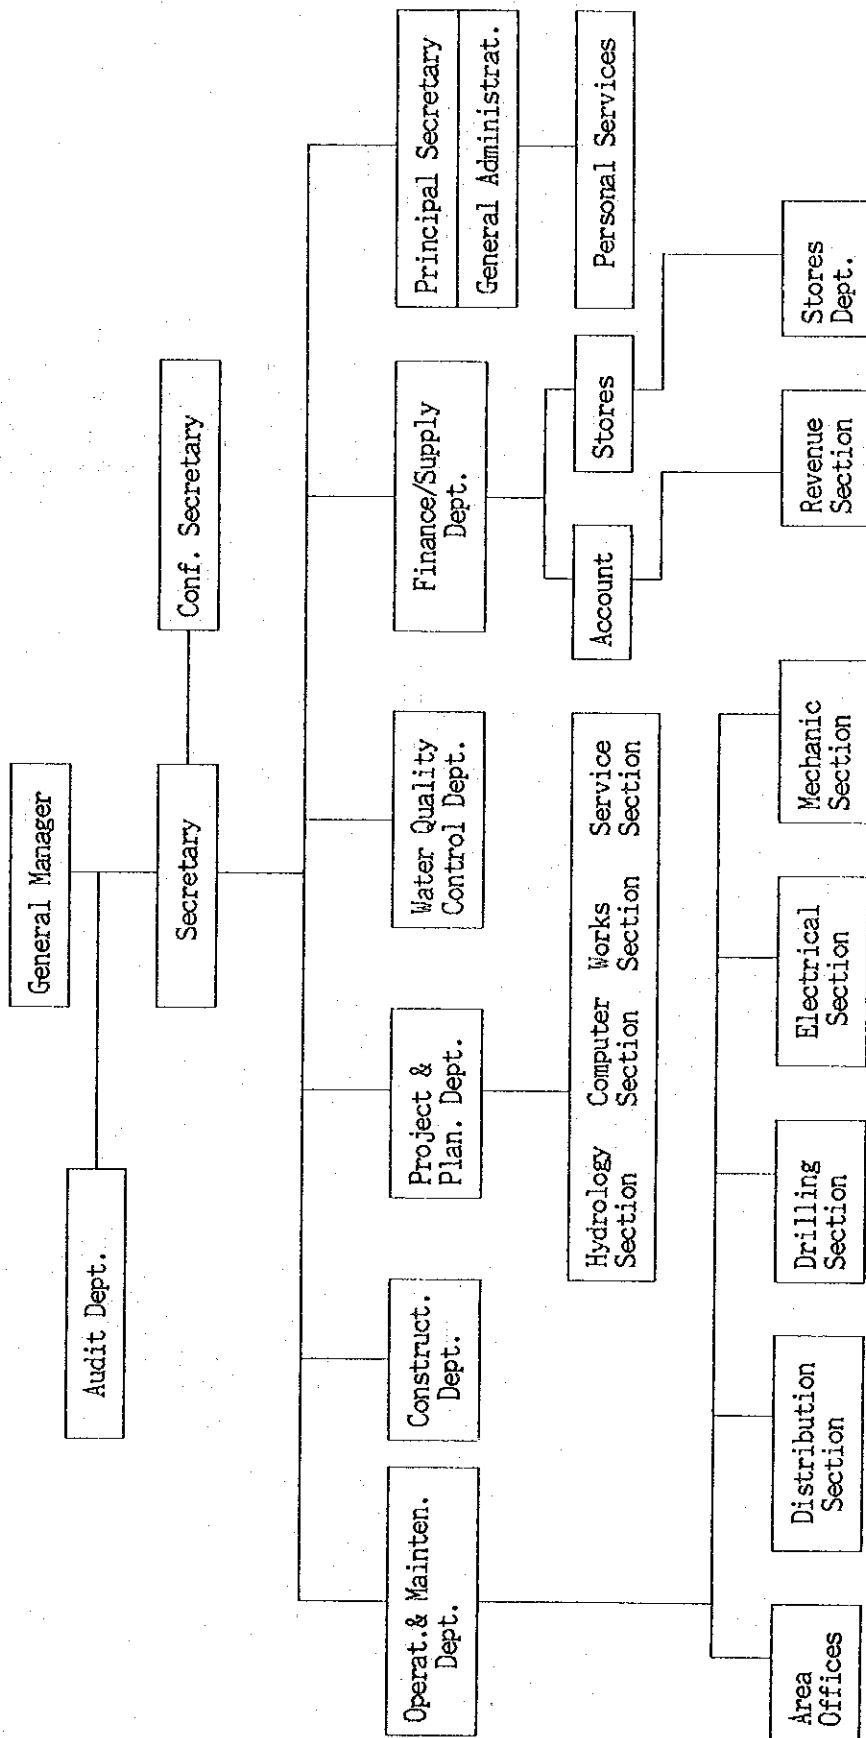 General Manager
Audit Dept.
Secretary
Conf. Secretary
Operat.& Mainten.
Dept.
Construct.
Dept.
Project &
Plan. Dept.
Water Quality
Control Dept.
Finance/Supply
Dept.
Principal Secretary
General Administrat.
Hydrology
Section
Computer
Section
Works
Section
Service
Section
Account
Stores
Personal Services
Area
Offices
Distribution
Section
Drilling
Section
Electrical
Section
Mechanic
Section
Revenue
Section
Stores
Dept.